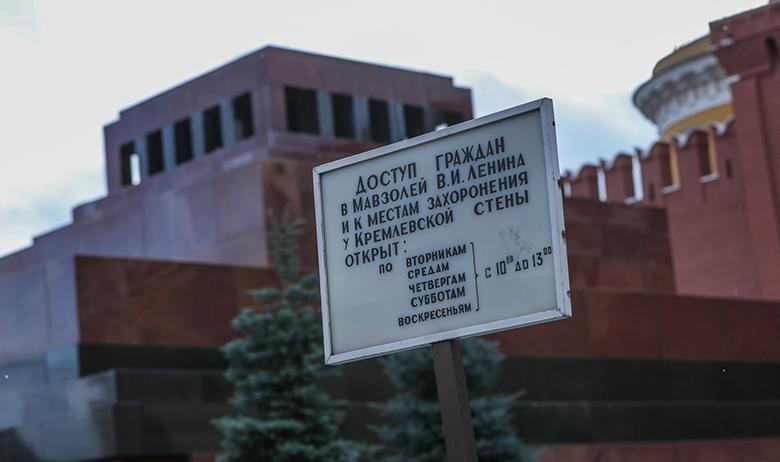 ДОСТУП ГРАЖДАН
В МАВЗОЛЕЙ В.И. ЛЕНИНА
И К МЕСТАМ ЗАХОРОНЕНИЯ
У КРЕМЛЕВСКОЙ СТЕНЫ
ОТКРЫТ:
ПО ВТОРНИКАМ
СРЕДАМ
ЧЕТВЕРГАМ
СУББОТАМ
ВОСКРЕСЕНЬЯМ
С 10⁰⁰ ДО 13⁰⁰